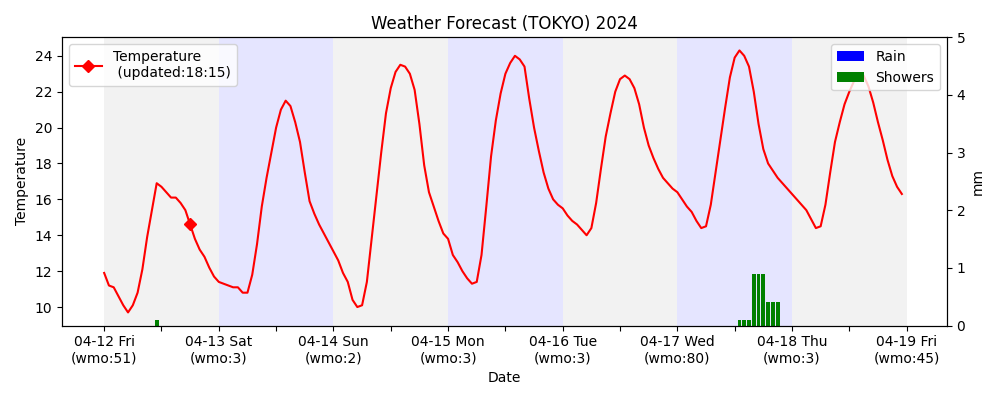 Weather Forecast (TOKYO) 2024
Temperature
(updated:18:15)
Rain
Showers
Temperature
24
22
20
18
16
14
12
10
5
4
3
2
1
0
mm
04-12 Fri
(wmo:51)
04-13 Sat
(wmo:3)
04-14 Sun
(wmo:2)
04-15 Mon
(wmo:3)
04-16 Tue
(wmo:3)
04-17 Wed
(wmo:80)
04-18 Thu
(wmo:3)
04-19 Fri
(wmo:45)
Date